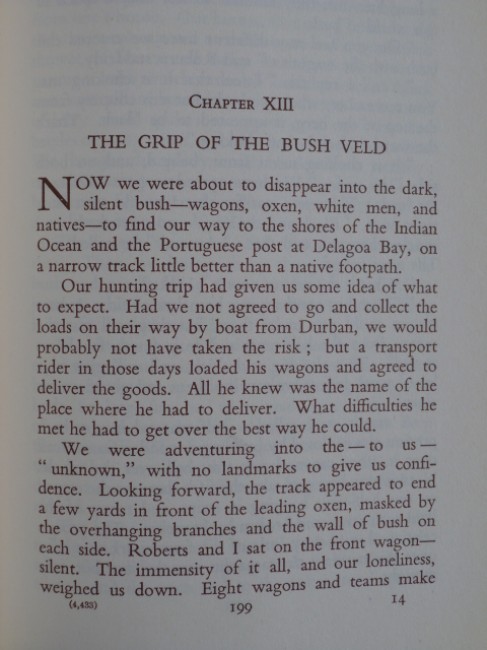 CHAPTER XIII
THE GRIP OF THE BUSH VELD
NOW we were about to disappear into the dark,
silent bush—wagons, oxen, white men, and
natives—to find our way to the shores of the Indian
Ocean and the Portuguese post at Delagoa Bay, on
a narrow track little better than a native footpath.
Our hunting trip had given us some idea of what
to expect. Had we not agreed to go and collect the
loads on their way by boat from Durban, we would
probably not have taken the risk ; but a transport
rider in those days loaded his wagons and agreed to
deliver the goods. All he knew was the name of the
place where he had to deliver. What difficulties he
met he had to get over the best way he could.
We were adventuring into the — to us —
“ unknown,” with no landmarks to give us confi-
dence. Looking forward, the track appeared to end
a few yards in front of the leading oxen, masked by
the overhanging branches and the wall of bush on
each side. Roberts and I sat on the front wagon—
silent. The immensity of it all, and our loneliness,
weighed us down. Eight wagons and teams make
(4,433) 199 14